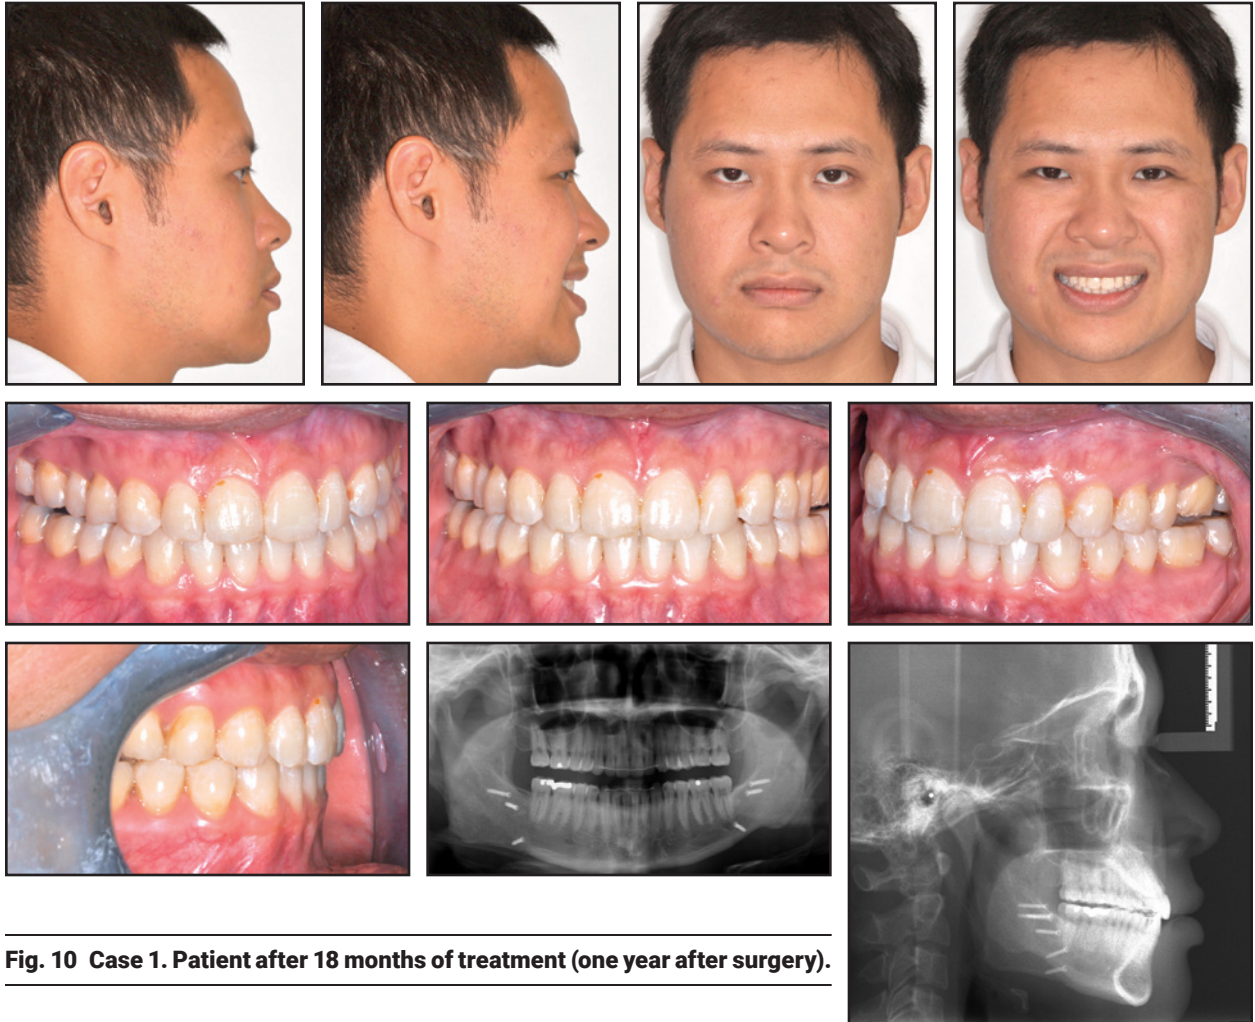 Fig. 10 Case 1. Patient after 18 months of treatment (one year after surgery).